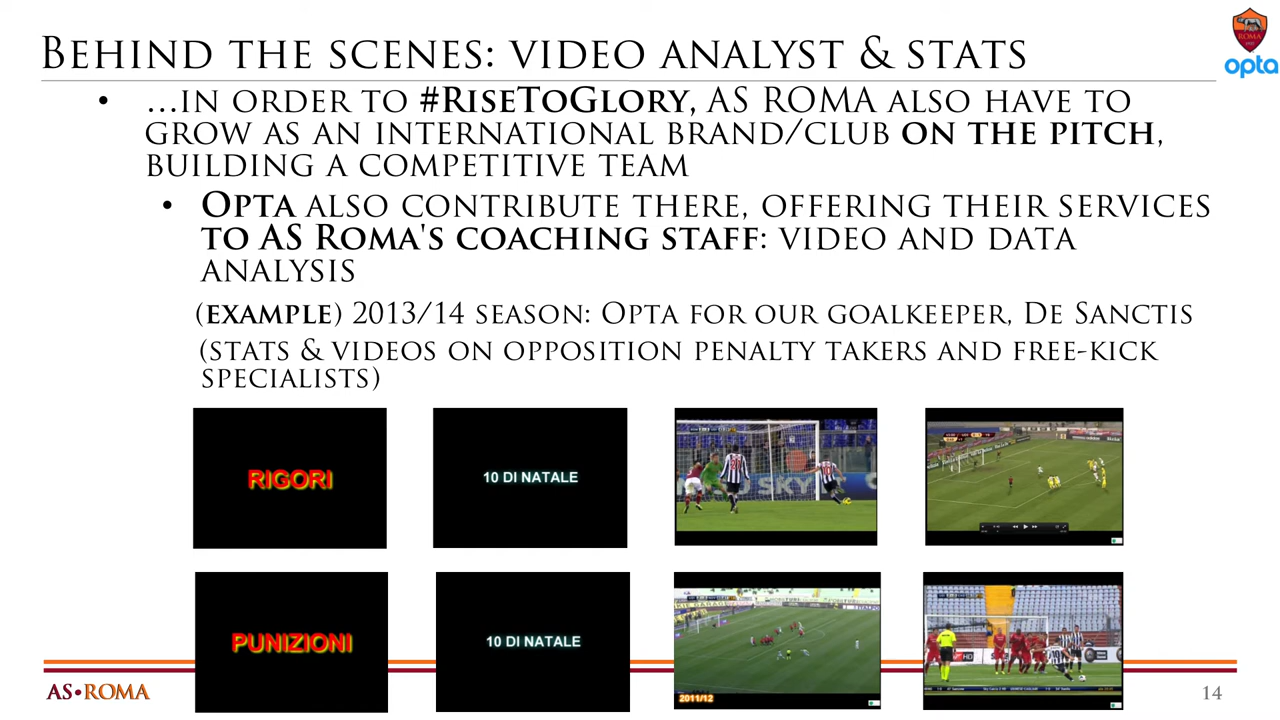 BEHIND THE SCENES: VIDEO ANALYST & STATS
ROMA
opta
• …IN ORDER TO #RISETOGLORY, AS ROMA ALSO HAVE TO
GROW AS AN INTERNATIONAL BRAND/CLUB ON THE PITCH,
BUILDING A COMPETITIVE TEAM
• OPTA ALSO CONTRIBUTE THERE, OFFERING THEIR SERVICES
TO AS ROMA'S COACHING STAFF: VIDEO AND DATA
ANALYSIS
(EXAMPLE) 2013/14 SEASON: OPTA FOR OUR GOALKEEPER, DE SANCTIS
(STATS & VIDEOS ON OPPOSITION PENALTY TAKERS AND FREE-KICK
SPECIALISTS)
RIGORI
10 DI NATALE
SKY
PUNIZIONI
10 DI NATALE
2011/12
AS•ROMA
14